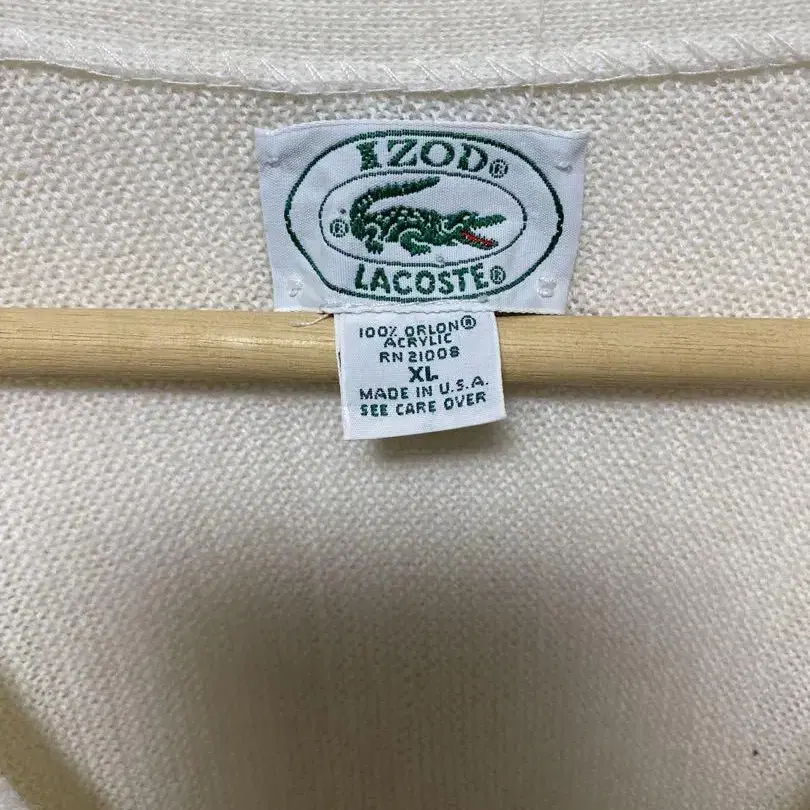 IZOD®
®
LACOSTE®
100% ORLON®
ACRYLIC
RN 21008
XL
MADE IN U.S.A.
SEE CARE OVER